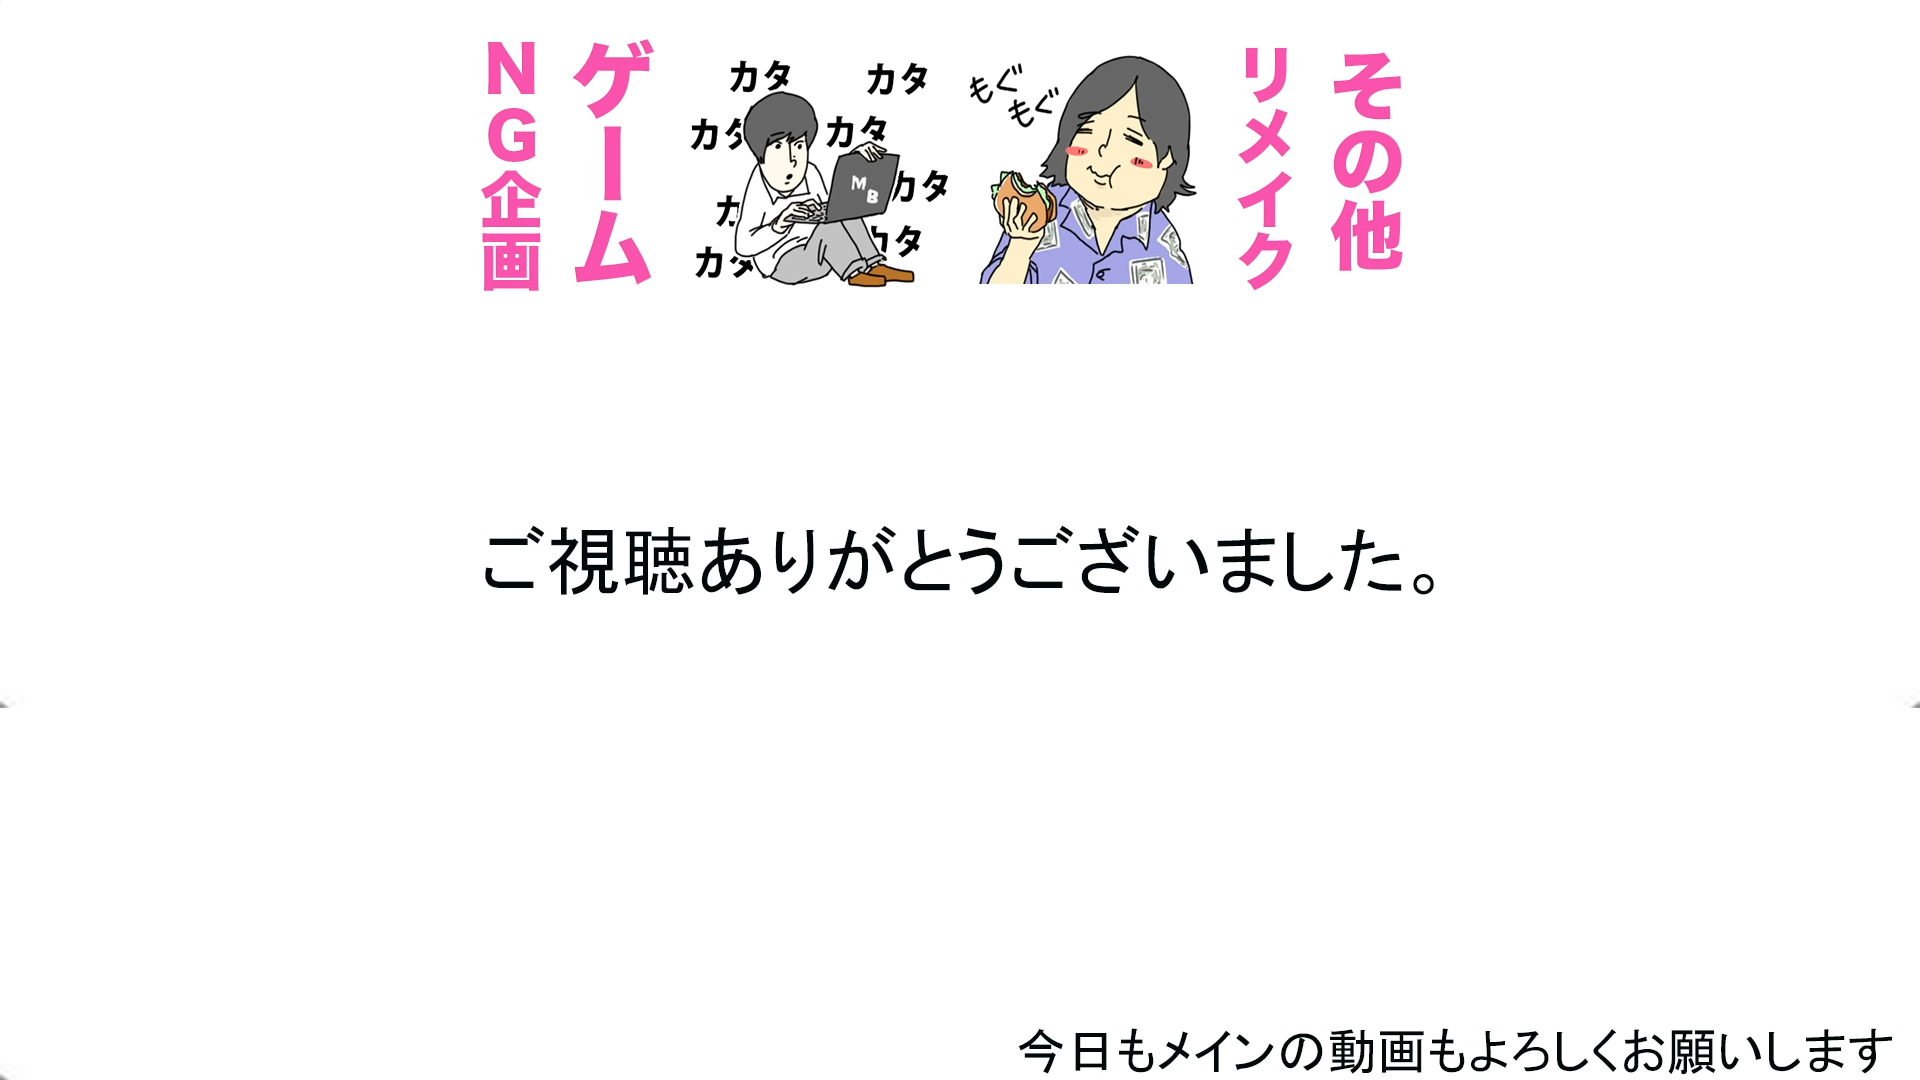 その他
リメイク
もぐ
もぐ
カタ
カタ
カタ
カタ
カタ
カタ
カタ
カタ
MB
ゲーム
NG企画
ご視聴ありがとうございました。
今日もメインの動画もよろしくお願いします